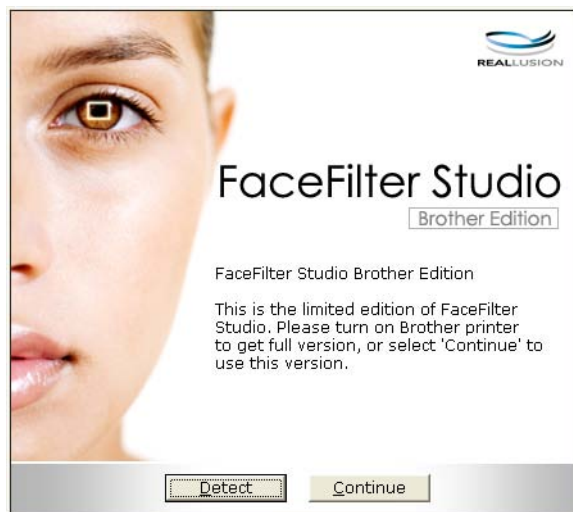 REALLUSION
FaceFilter Studio
Brother Edition
FaceFilter Studio Brother Edition
This is the limited edition of FaceFilter
Studio. Please turn on Brother printer
to get full version, or select 'Continue' to
use this version.
Detect
Continue